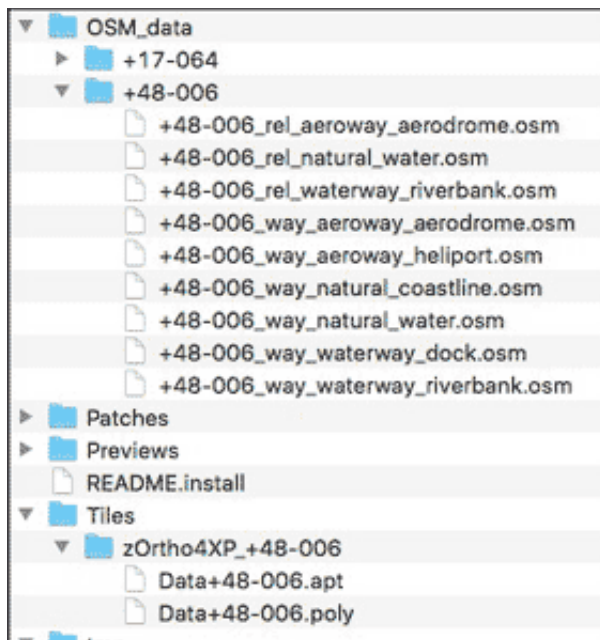 OSM_data
+17-064
+48-006
+48-006_rel_aeroway_aerodrome.osm
+48-006_rel_natural_water.osm
+48-006_rel_waterway_riverbank.osm
+48-006_way_aeroway_aerodrome.osm
+48-006_way_aeroway_heliport.osm
+48-006_way_natural_coastline.osm
+48-006_way_natural_water.osm
+48-006_way_waterway_dock.osm
+48-006_way_waterway_riverbank.osm
Patches
Previews
README.install
Tiles
zOrtho4XP_+48-006
Data+48-006.apt
Data+48-006.poly